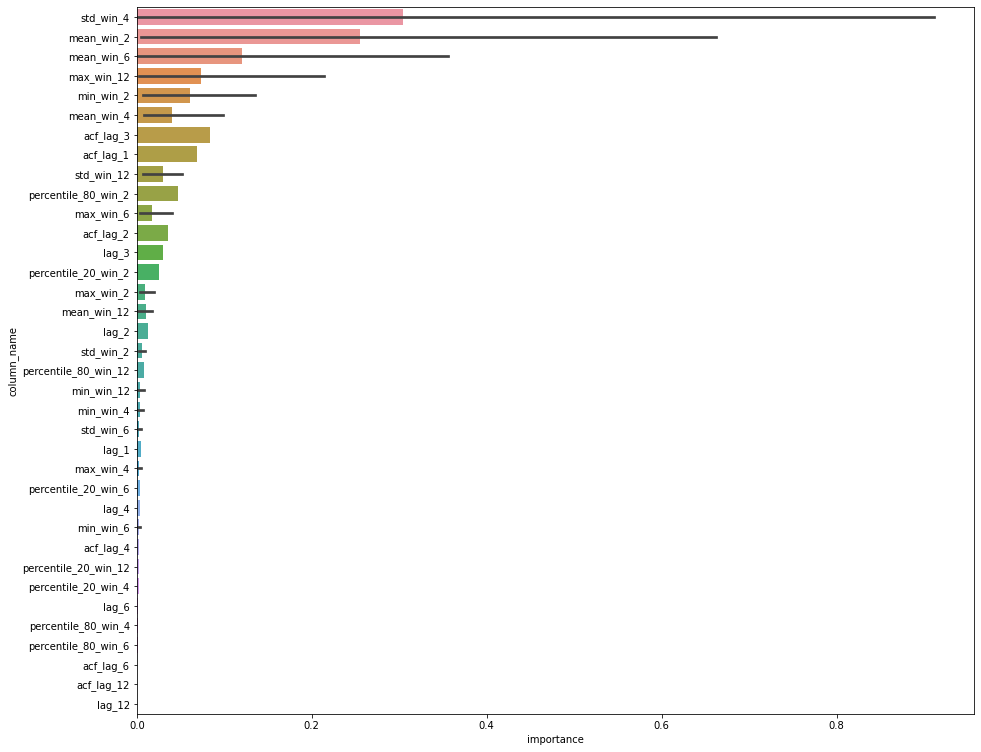 std_win_4
mean_win_2
mean_win_6
max_win_12
min_win_2
mean_win_4
acf_lag_3
acf_lag_1
std_win_12
percentile_80_win_2
max_win_6
acf_lag_2
lag_3
percentile_20_win_2
max_win_2
mean_win_12
lag_2
std_win_2
percentile_80_win_12
min_win_12
min_win_4
std_win_6
lag_1
max_win_4
percentile_20_win_6
lag_4
min_win_6
acf_lag_4
percentile_20_win_12
percentile_20_win_4
lag_6
percentile_80_win_4
percentile_80_win_6
acf_lag_6
acf_lag_12
lag_12
column_name
0.0 0.2 0.4 0.6 0.8
importance